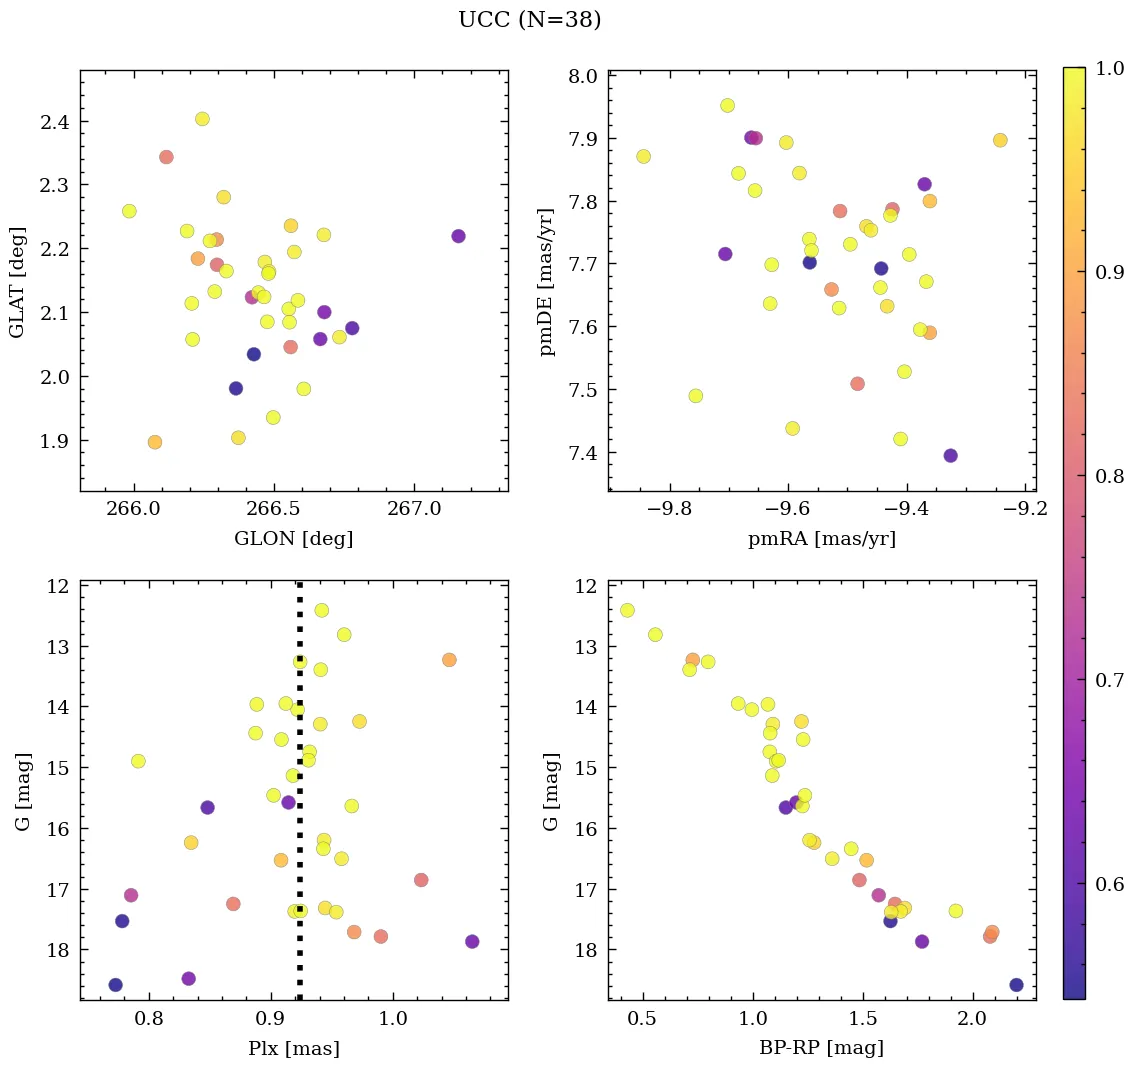 UCC (N=38)
2.4
2.3
2.2
2.1
2.0
1.9
GLAT [deg]
266.0 266.5 267.0
GLON [deg]
8.0
7.9
7.8
7.7
7.6
7.5
7.4
pmDE [mas/yr]
−9.8 −9.6 −9.4 −9.2
pmRA [mas/yr]
12
13
14
15
16
17
18
G [mag]
0.8 0.9 1.0
Plx [mas]
12
13
14
15
16
17
18
G [mag]
0.5 1.0 1.5 2.0
BP-RP [mag]
1.0
0.9
0.8
0.7
0.6